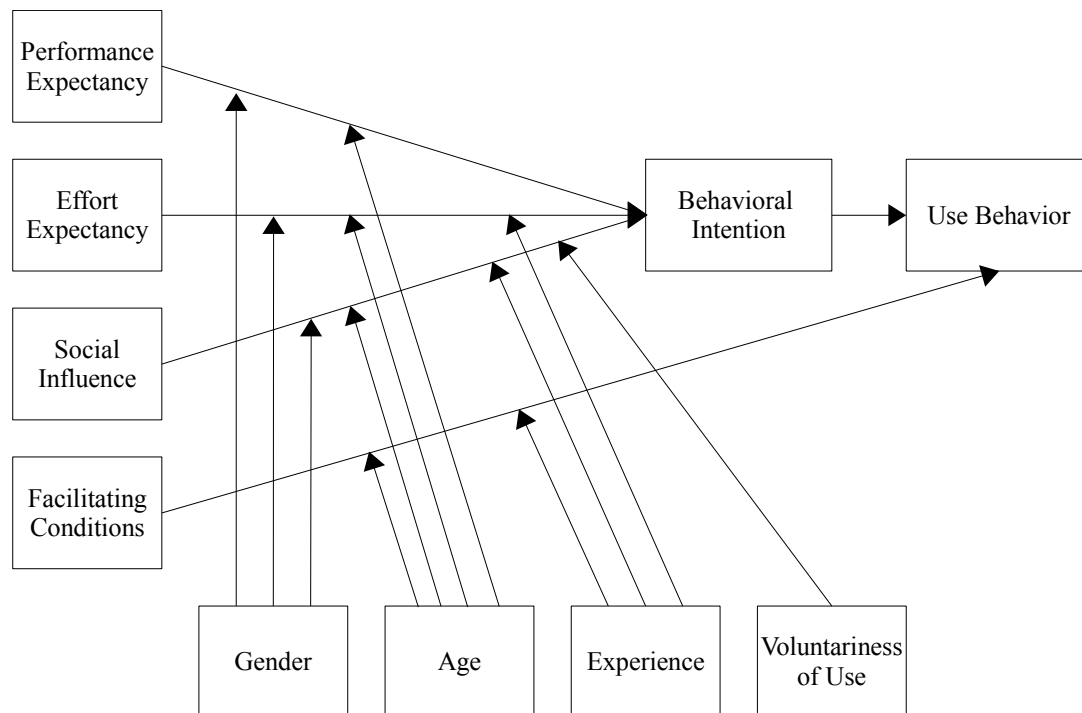 Performance
Expectancy
Effort
Expectancy
Behavioral
Intention
Use Behavior
Social
Influence
Facilitating
Conditions
Gender
Age
Experience
Voluntariness
of Use